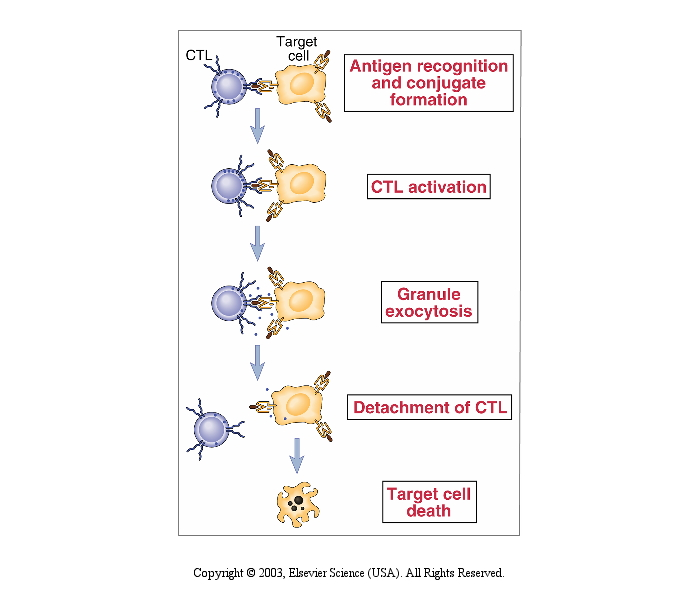 CTL
Target
cell
Antigen recognition
and conjugate
formation
CTL activation
Granule
exocytosis
Detachment of CTL
Target cell
death
Copyright © 2003, Elsevier Science (USA). All Rights Reserved.